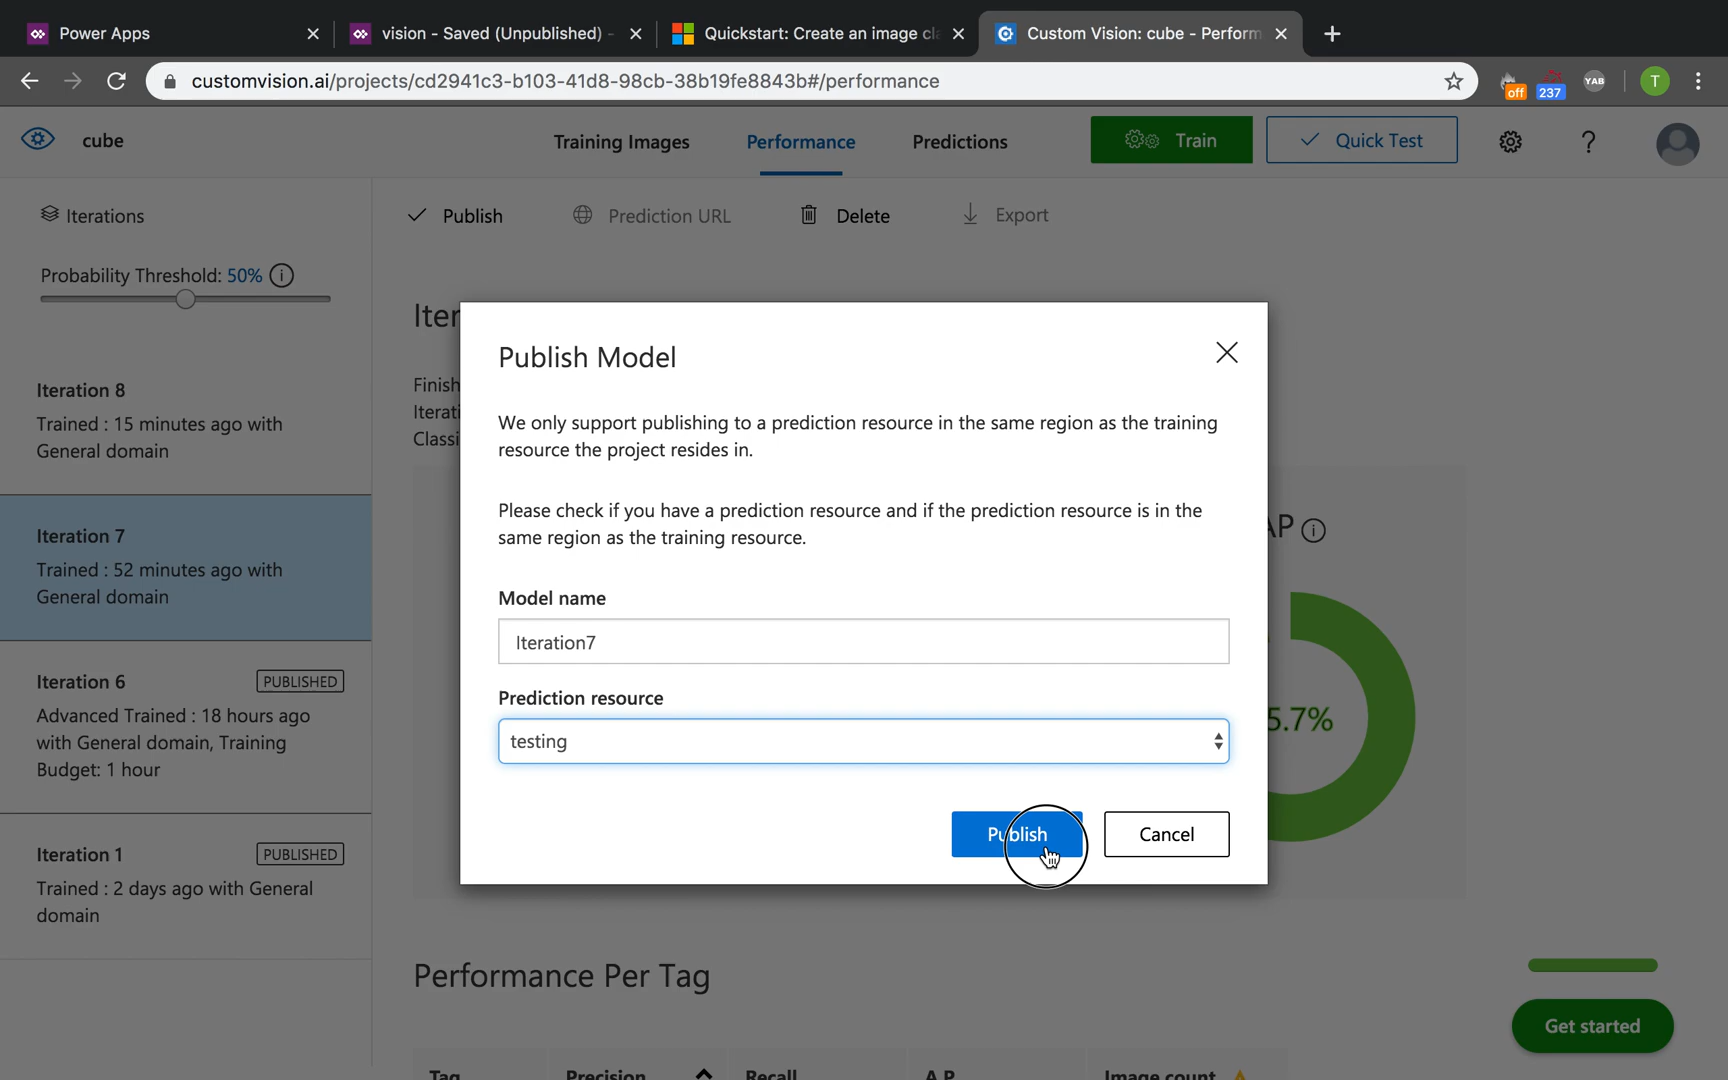 Power Apps
vision - Saved (Unpublished) -
Quickstart: Create an image cl
Custom Vision: cube - Perform
customvision.ai/projects/cd2941c3-b103-41d8-98cb-38b19fe8843b#/performance
off
237
YAB
T
cube
Training Images
Performance
Predictions
Train
Quick Test
?
Iterations
Publish
Prediction URL
Delete
Export
Probability Threshold: 50%
Iteration 8
Trained : 15 minutes ago with
General domain
Iteration 7
Trained : 52 minutes ago with
General domain
Iteration 6
PUBLISHED
Advanced Trained : 18 hours ago
with General domain, Training
Budget: 1 hour
Iteration 1
PUBLISHED
Trained : 2 days ago with General
domain
Iter
Finish
Iterati
Classi
Publish Model
We only support publishing to a prediction resource in the same region as the training
resource the project resides in.
Please check if you have a prediction resource and if the prediction resource is in the
same region as the training resource.
Model name
Iteration7
Prediction resource
testing
Publish
Cancel
AP
5.7%
Performance Per Tag
Get started
Tag
Precision
Recall
A.P.
Image count